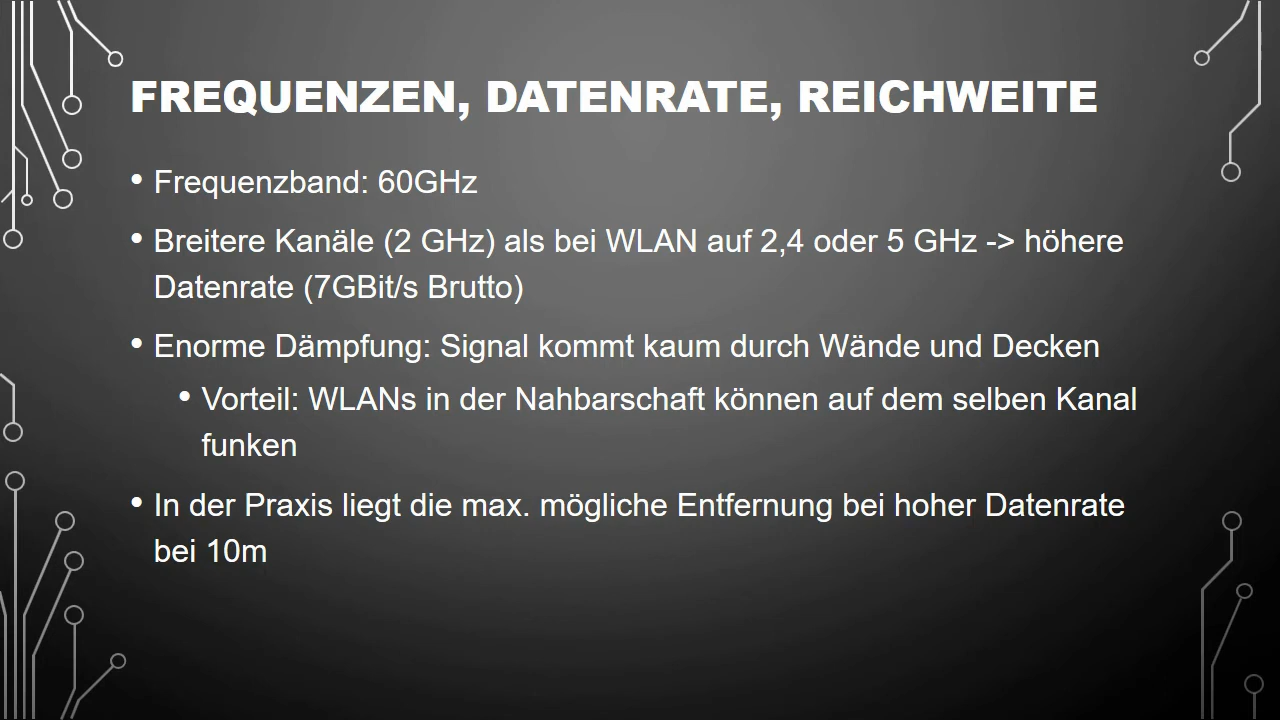 FREQUENZEN, DATENRATE, REICHWEITE
• Frequenzband: 60GHz
• Breitere Kanäle (2 GHz) als bei WLAN auf 2,4 oder 5 GHz -> höhere
Datenrate (7GBit/s Brutto)
• Enorme Dämpfung: Signal kommt kaum durch Wände und Decken
• Vorteil: WLANs in der Nahbarschaft können auf dem selben Kanal
funken
• In der Praxis liegt die max. mögliche Entfernung bei hoher Datenrate
bei 10m